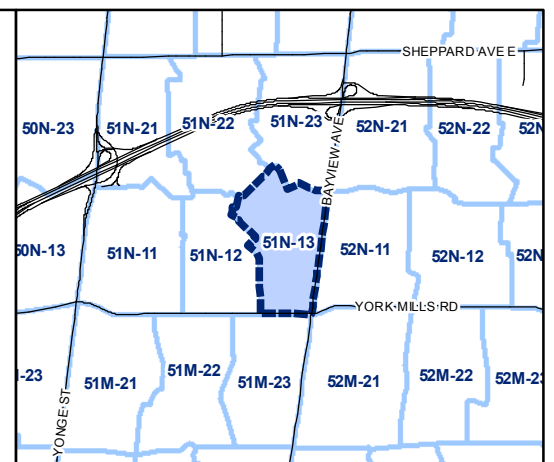 SHEPPARD AVE E
50N-23
51N-21
51N-22
51N-23
52N-21
52N-22
52N
BAYVIEW AVE
50N-13
51N-11
51N-12
51N-13
52N-11
52N-12
52N
YORK MILLS RD
-23
51M-21
51M-22
51M-23
52M-21
52M-22
52M-23
YONGE ST